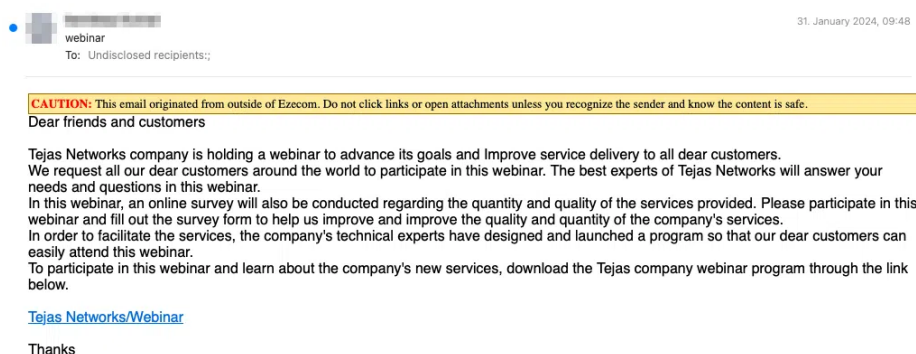 31. January 2024, 09:48
webinar
To: Undisclosed recipients:;
CAUTION: This email originated from outside of Ezecom. Do not click links or open attachments unless you recognize the sender and know the content is safe.
Dear friends and customers
Tejas Networks company is holding a webinar to advance its goals and Improve service delivery to all dear customers.
We request all our dear customers around the world to participate in this webinar. The best experts of Tejas Networks will answer your
needs and questions in this webinar.
In this webinar, an online survey will also be conducted regarding the quantity and quality of the services provided. Please participate in this
webinar and fill out the survey form to help us improve and improve the quality and quantity of the company's services.
In order to facilitate the services, the company's technical experts have designed and launched a program so that our dear customers can
easily attend this webinar.
To participate in this webinar and learn about the company's new services, download the Tejas company webinar program through the link
below.
Tejas Networks/Webinar
Thanks